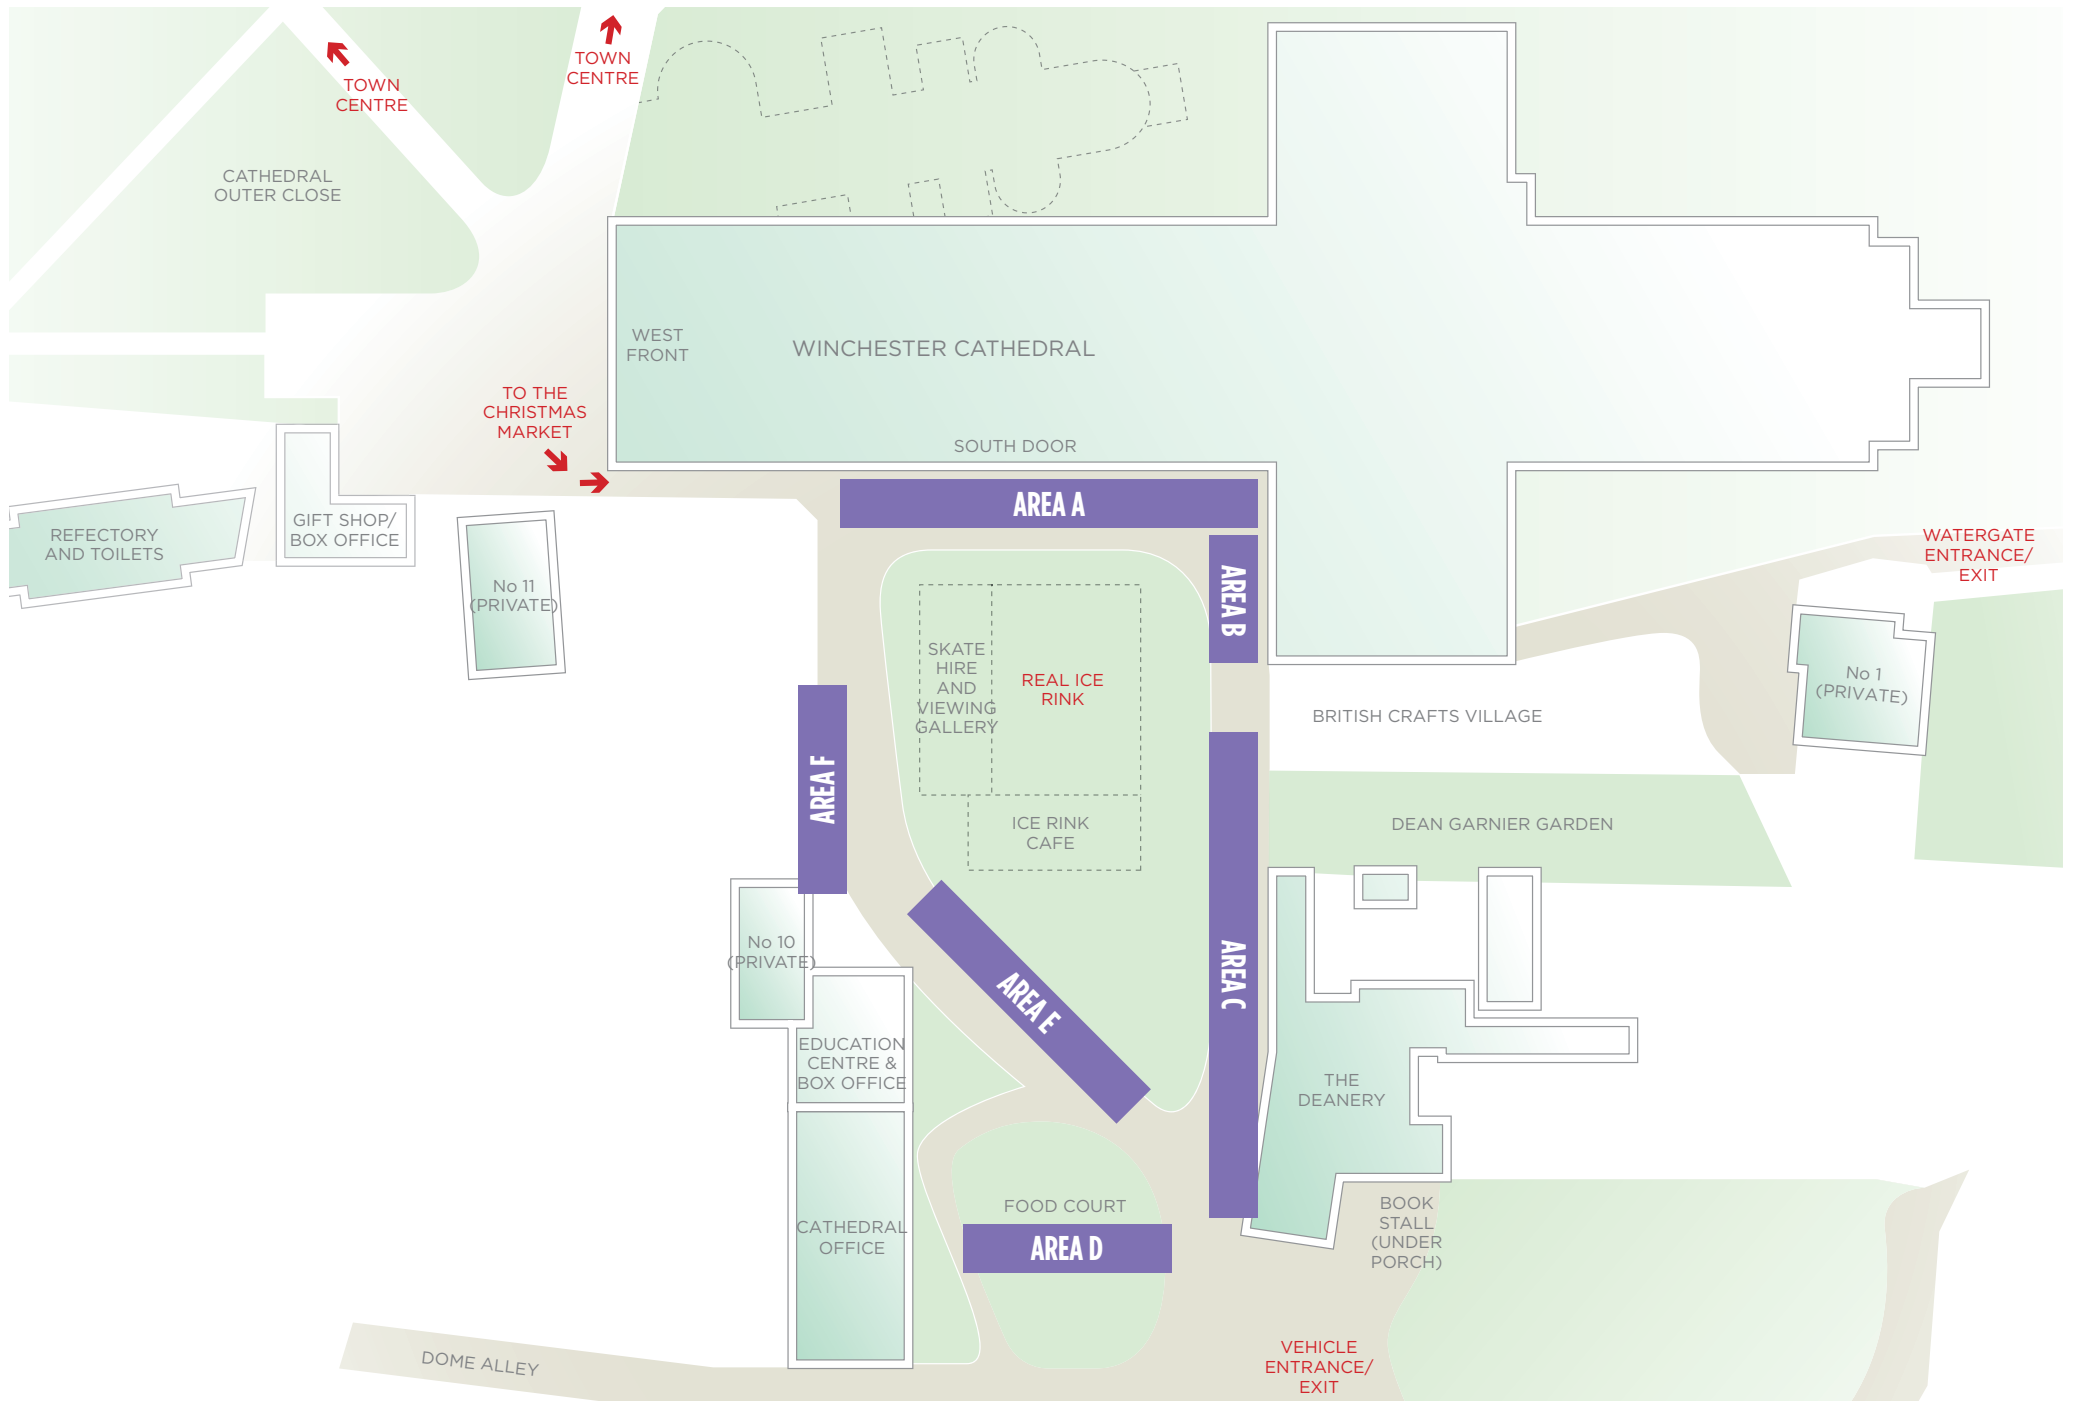 TOWN
CENTRE
TOWN
CENTRE
CATHEDRAL
OUTER CLOSE
WEST
FRONT
WINCHESTER CATHEDRAL
TO THE
CHRISTMAS
MARKET
SOUTH DOOR
AREA A
REFECTORY
AND TOILETS
GIFT SHOP/
BOX OFFICE
No 11
(PRIVATE)
AREA B
WATERGATE
ENTRANCE/
EXIT
SKATE
HIRE
AND
VIEWING
GALLERY
REAL ICE
RINK
BRITISH CRAFTS VILLAGE
No 1
(PRIVATE)
AREA F
ICE RINK
CAFE
DEAN GARNIER GARDEN
No 10
(PRIVATE)
AREA E
AREA C
EDUCATION
CENTRE &
BOX OFFICE
THE
DEANERY
FOOD COURT
AREA D
CATHEDRAL
OFFICE
BOOK
STALL
(UNDER
PORCH)
DOME ALLEY
VEHICLE
ENTRANCE/
EXIT